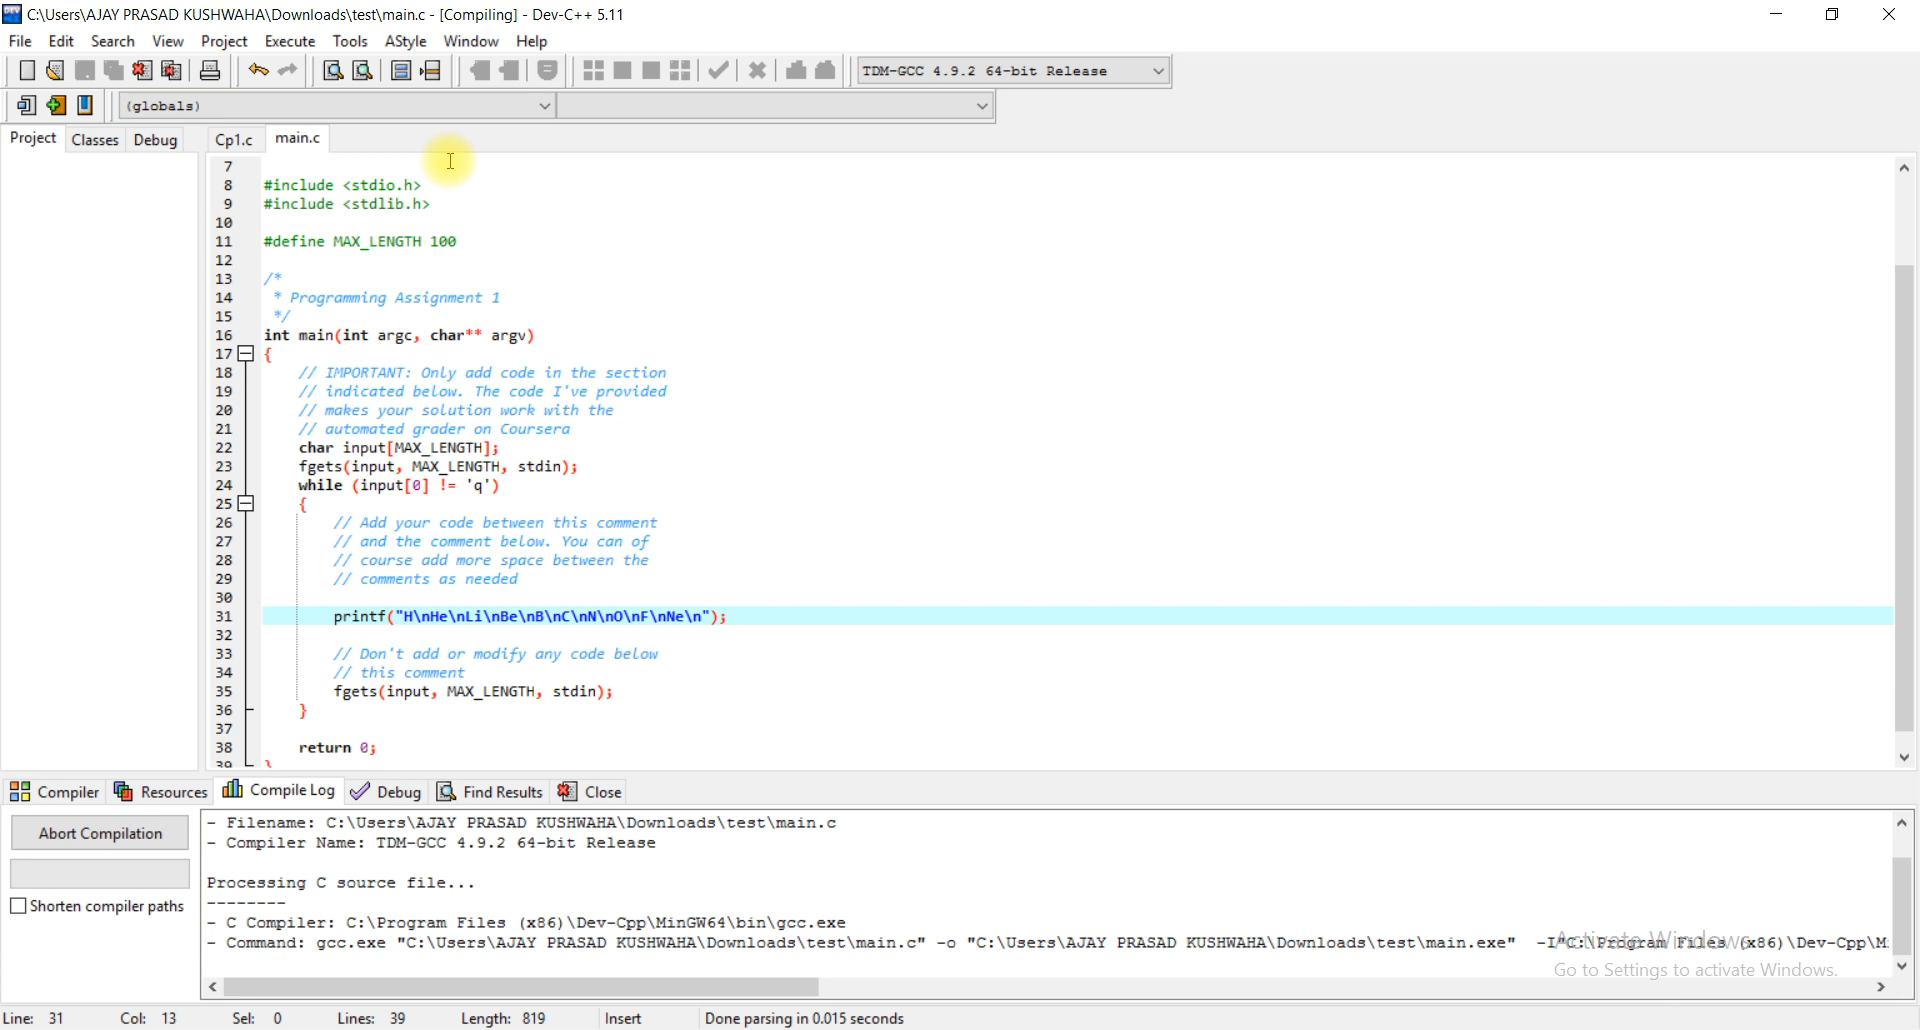 C:\Users\AJAY PRASAD KUSHWAHA\Downloads\test\main.c - [Compiling] - Dev-C++ 5.11
File Edit Search View Project Execute Tools AStyle Window Help
TDM-GCC 4.9.2 64-bit Release
(globals)
Project Classes Debug Cp1.c main.c
7
8 #include <stdio.h>
9 #include <stdlib.h>
10
11 #define MAX_LENGTH 100
12
13 /*
14 * Programming Assignment 1
15 */
16 int main(int argc, char** argv)
17 {
18 // IMPORTANT: Only add code in the section
19 // indicated below. The code I've provided
20 // makes your solution work with the
21 // automated grader on Coursera
22 char input[MAX_LENGTH];
23 fgets(input, MAX_LENGTH, stdin);
24 while (input[0] != 'q')
25 {
26 // Add your code between this comment
27 // and the comment below. You can of
28 // course add more space between the
29 // comments as needed
30
31 printf("H\nHe\nLi\nBe\nB\nC\nN\nO\nF\nNe\n");
32
33 // Don't add or modify any code below
34 // this comment
35 fgets(input, MAX_LENGTH, stdin);
36 }
37
38 return 0;
39 }
Compiler Resources Compile Log Debug Find Results Close
Abort Compilation
Shorten compiler paths
- Filename: C:\Users\AJAY PRASAD KUSHWAHA\Downloads\test\main.c
- Compiler Name: TDM-GCC 4.9.2 64-bit Release
Processing C source file...
--------
- C Compiler: C:\Program Files (x86)\Dev-Cpp\MinGW64\bin\gcc.exe
- Command: gcc.exe "C:\Users\AJAY PRASAD KUSHWAHA\Downloads\test\main.c" -o "C:\Users\AJAY PRASAD KUSHWAHA\Downloads\test\main.exe" -I"C:\Program Files (x86)\Dev-Cpp\M
Activate Windows
Go to Settings to activate Windows.
Line: 31 Col: 13 Sel: 0 Lines: 39 Length: 819 Insert Done parsing in 0.015 seconds